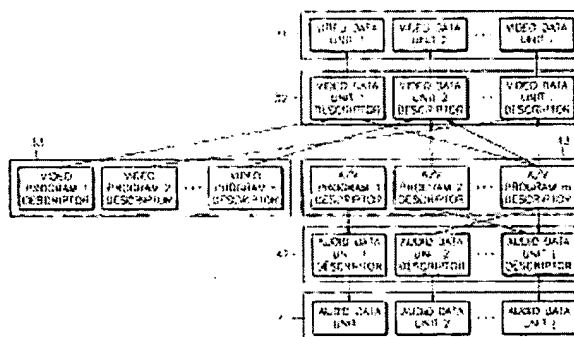 VIDEO DATA UNIT 1
VIDEO DATA UNIT 2
...
VIDEO DATA UNIT
VIDEO DATA UNIT 1 DESCRIPTOR
VIDEO DATA UNIT 2 DESCRIPTOR
...
VIDEO DATA UNIT DESCRIPTOR
VIDEO PROGRAM 1 DESCRIPTOR
VIDEO PROGRAM 2 DESCRIPTOR
...
VIDEO PROGRAM DESCRIPTOR
A/V PROGRAM 1 DESCRIPTOR
A/V PROGRAM 2 DESCRIPTOR
...
A/V PROGRAM m DESCRIPTOR
AUDIO DATA UNIT 1 DESCRIPTOR
AUDIO DATA UNIT 2 DESCRIPTOR
...
AUDIO DATA UNIT DESCRIPTOR
AUDIO DATA UNIT
AUDIO DATA UNIT 2
...
AUDIO DATA UNIT